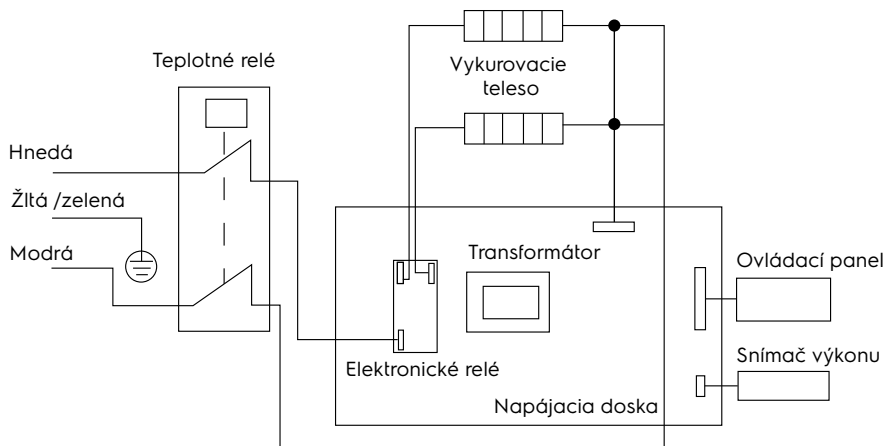 Teplotné relé
Vykurovacie
teleso
Hnedá
Žltá /zelená
Modrá
Transformátor
Ovládací panel
Elektronické relé
Snímač výkonu
Napájacia doska